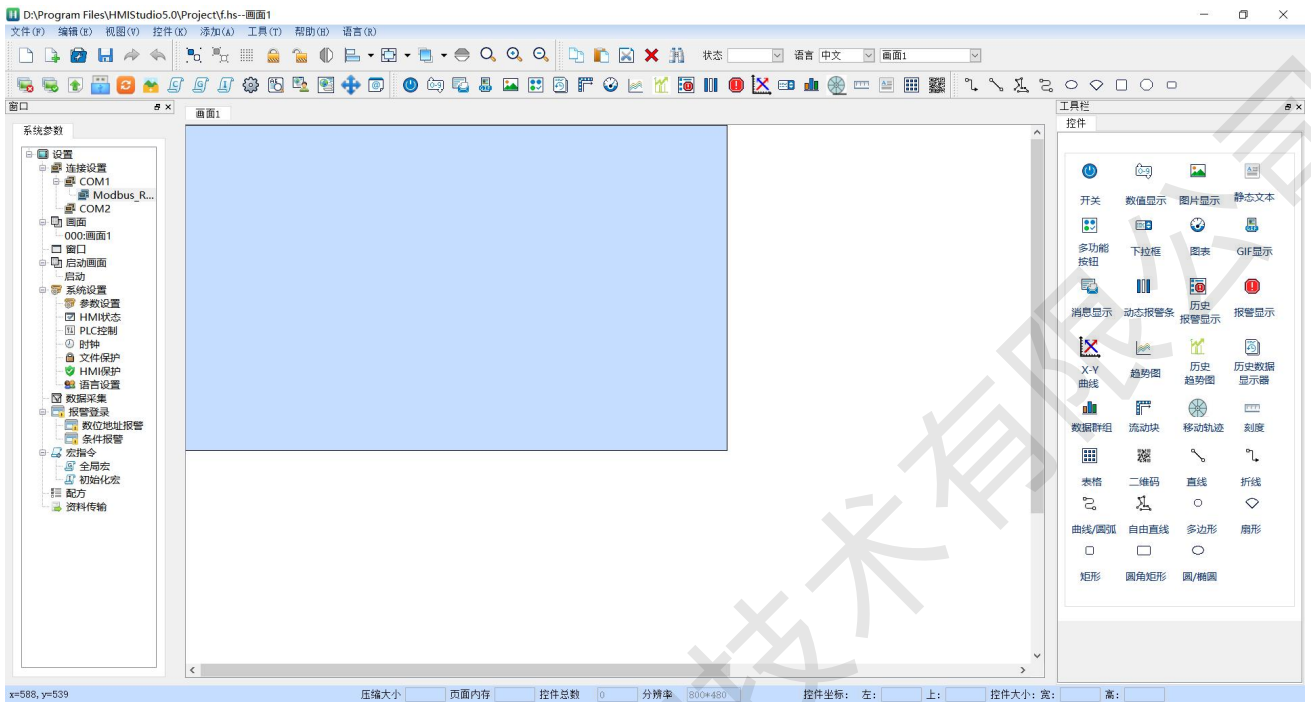 D:\Program Files\HMIStudio5.0\Project\f.hs--画面1
文件(F) 编辑(E) 视图(V) 控件(K) 添加(A) 工具(T) 帮助(H) 语言(R)
状态 语言 中文 画面1
窗口
系统参数
设置
连接设置
COM1
Modbus_R...
COM2
画面
000:画面1
窗口
启动画面
启动
系统设置
参数设置
HMI状态
PLC控制
时钟
文件保护
HMI保护
语言设置
数据采集
报警登录
数位地址报警
条件报警
宏指令
全局宏
初始化宏
配方
资料传输
画面1
工具栏
控件
开关 数值显示 图片显示 静态文本
多功能按钮 下拉框 图表 GIF显示
消息显示 动态报警条 历史报警显示 报警显示
X-Y曲线 趋势图 历史趋势图 历史数据显示器
数据群组 流动块 移动轨迹 刻度
表格 二维码 直线 折线
曲线/圆弧 自由直线 多边形 扇形
矩形 圆角矩形 圆/椭圆
x=588, y=539 压缩大小 页面内存 控件总数 0 分辨率 800*480 控件坐标: 左: 上: 控件大小: 宽: 高:
技术有限公司